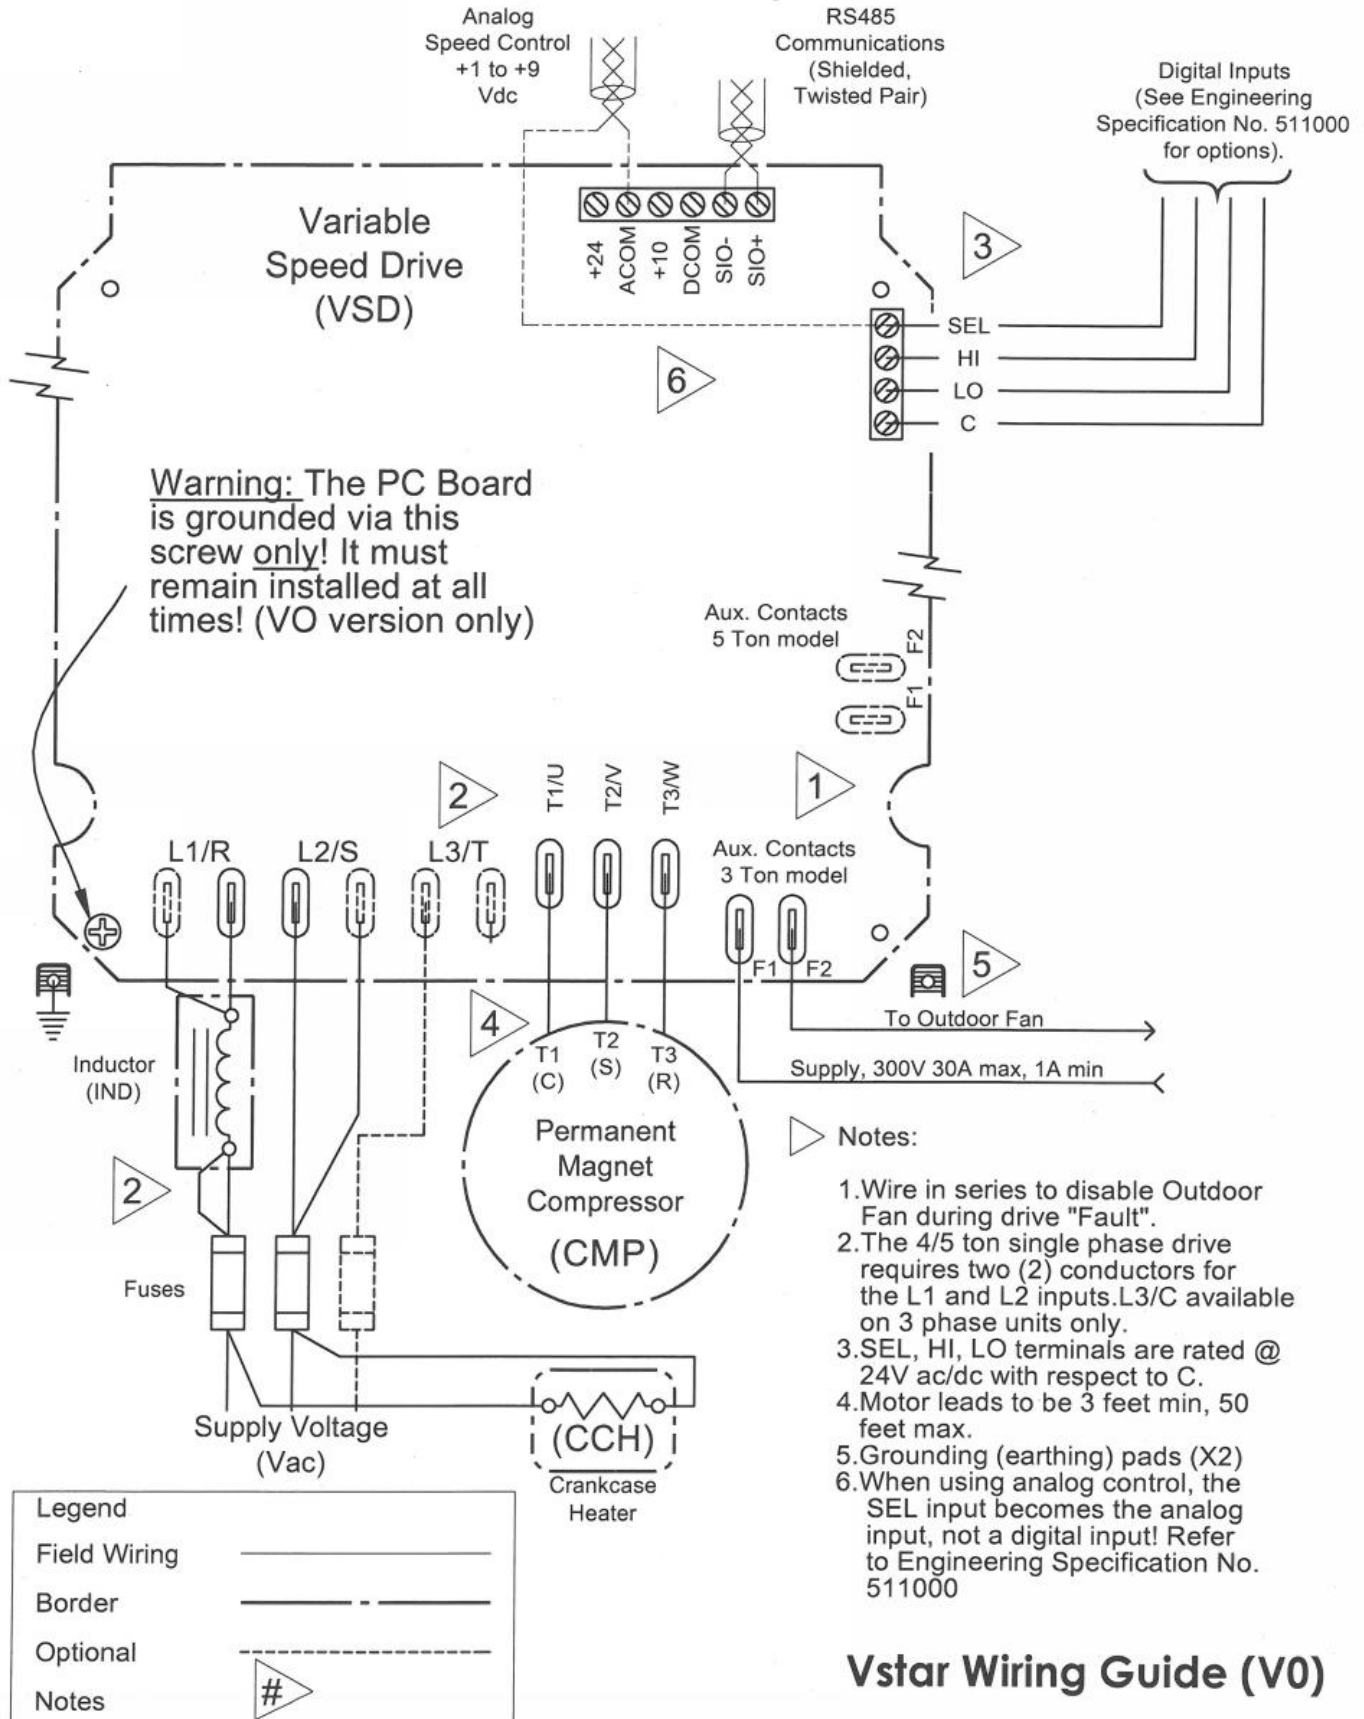 Analog
Speed Control
+1 to +9
Vdc
RS485
Communications
(Shielded,
Twisted Pair)
Digital Inputs
(See Engineering
Specification No. 511000
for options).
Variable
Speed Drive
(VSD)
+24
ACOM
+10
DCOM
SIO-
SIO+
3
SEL
HI
LO
C
6
Warning: The PC Board
is grounded via this
screw only! It must
remain installed at all
times! (VO version only)
Aux. Contacts
5 Ton model
F2
F1
2
T1/U
T2/V
T3/W
1
L1/R
L2/S
L3/T
Aux. Contacts
3 Ton model
F1
F2
5
4
To Outdoor Fan
Supply, 300V 30A max, 1A min
Inductor
(IND)
T1
(C)
T2
(S)
T3
(R)
Permanent
Magnet
Compressor
(CMP)
2
Fuses
Supply Voltage
(Vac)
(CCH)
Crankcase
Heater
Notes:
1.Wire in series to disable Outdoor
Fan during drive "Fault".
2.The 4/5 ton single phase drive
requires two (2) conductors for
the L1 and L2 inputs.L3/C available
on 3 phase units only.
3.SEL, HI, LO terminals are rated @
24V ac/dc with respect to C.
4.Motor leads to be 3 feet min, 50
feet max.
5.Grounding (earthing) pads (X2)
6.When using analog control, the
SEL input becomes the analog
input, not a digital input! Refer
to Engineering Specification No.
511000
Legend
Field Wiring
Border
Optional
Notes
#
Vstar Wiring Guide (V0)